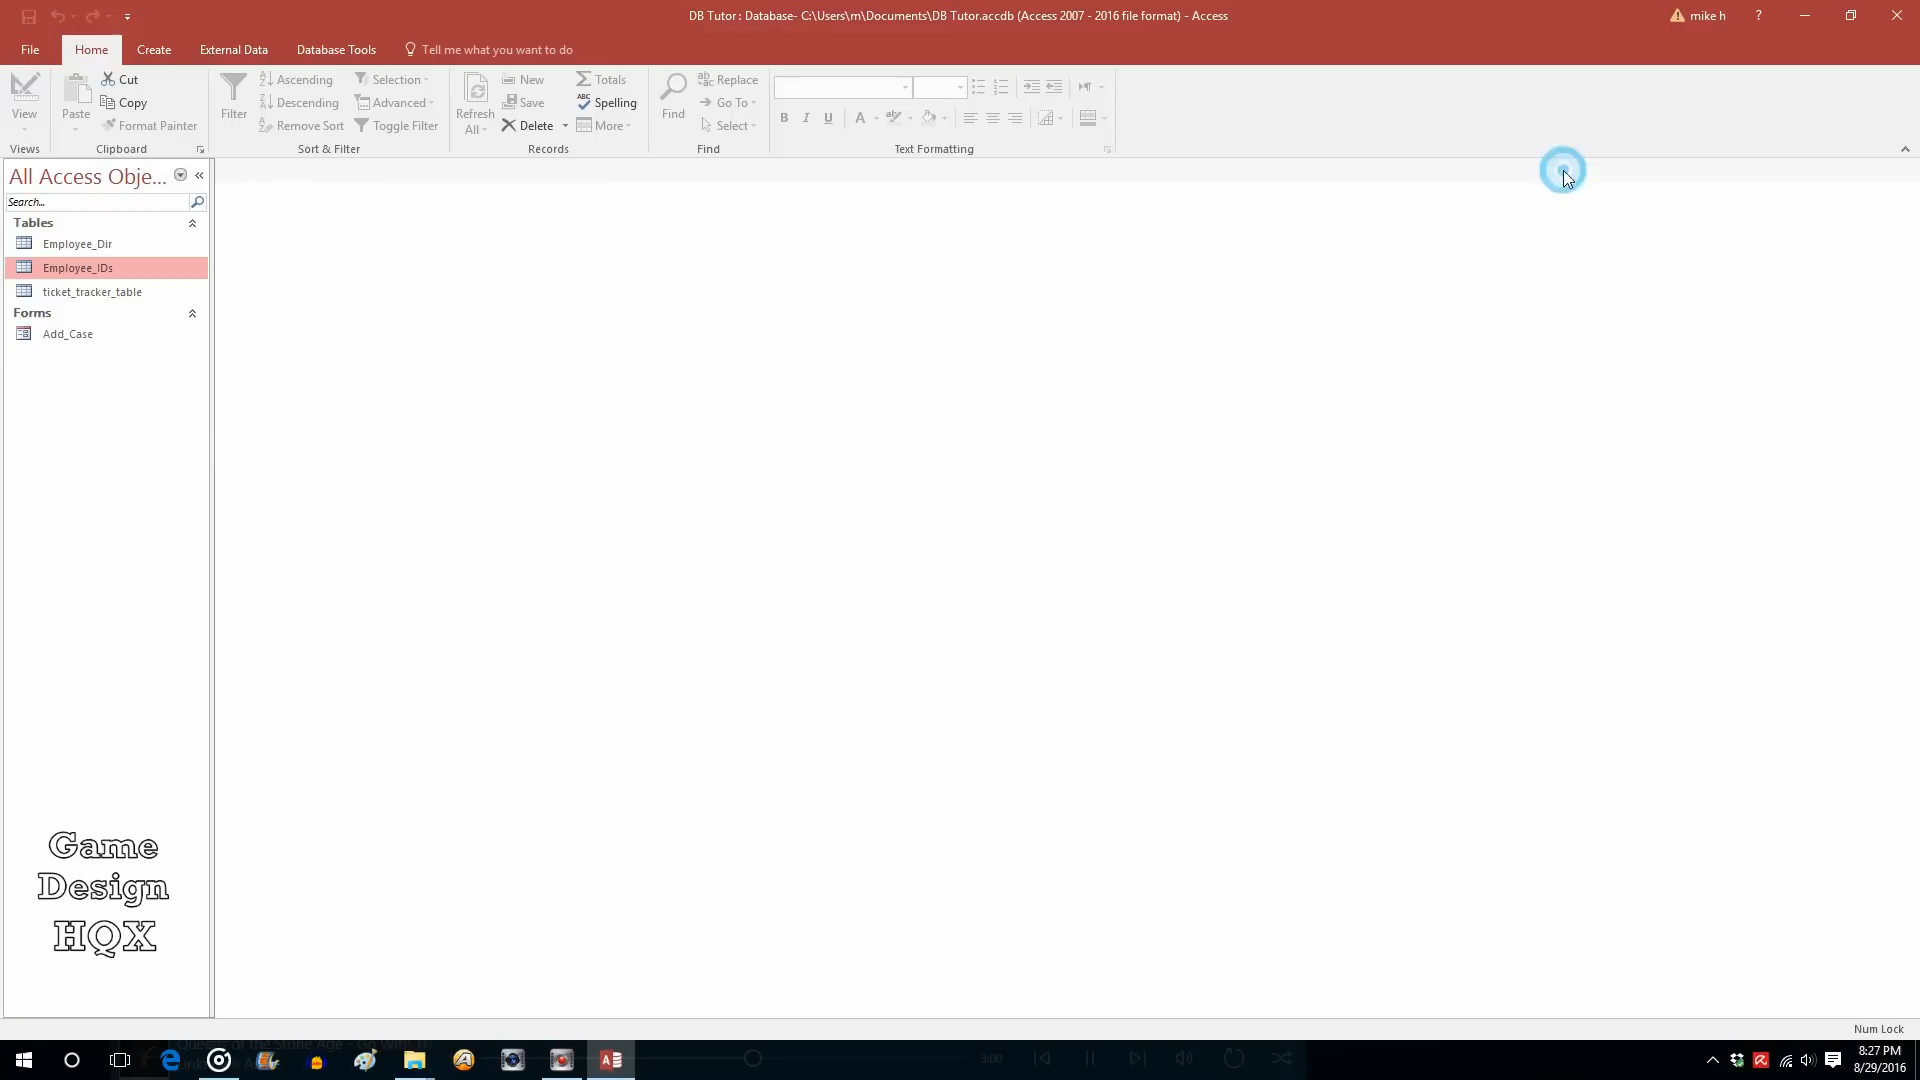 DB Tutor : Database- C:\Users\m\Documents\DB Tutor.accdb (Access 2007 - 2016 file format) - Access
mike h
?
File
Home
Create
External Data
Database Tools
Tell me what you want to do
View
Paste
Cut
Copy
Format Painter
Filter
Ascending
Descending
Remove Sort
Selection
Advanced
Toggle Filter
Refresh
All
New
Save
Delete
Totals
Spelling
More
Find
Replace
Go To
Select
B I U
Views
Clipboard
Sort & Filter
Records
Find
Text Formatting
All Access Obje...
Search...
Tables
Employee_Dir
Employee_IDs
ticket_tracker_table
Forms
Add_Case
Game
Design
HQX
Num Lock
3:00
8:27 PM
8/29/2016